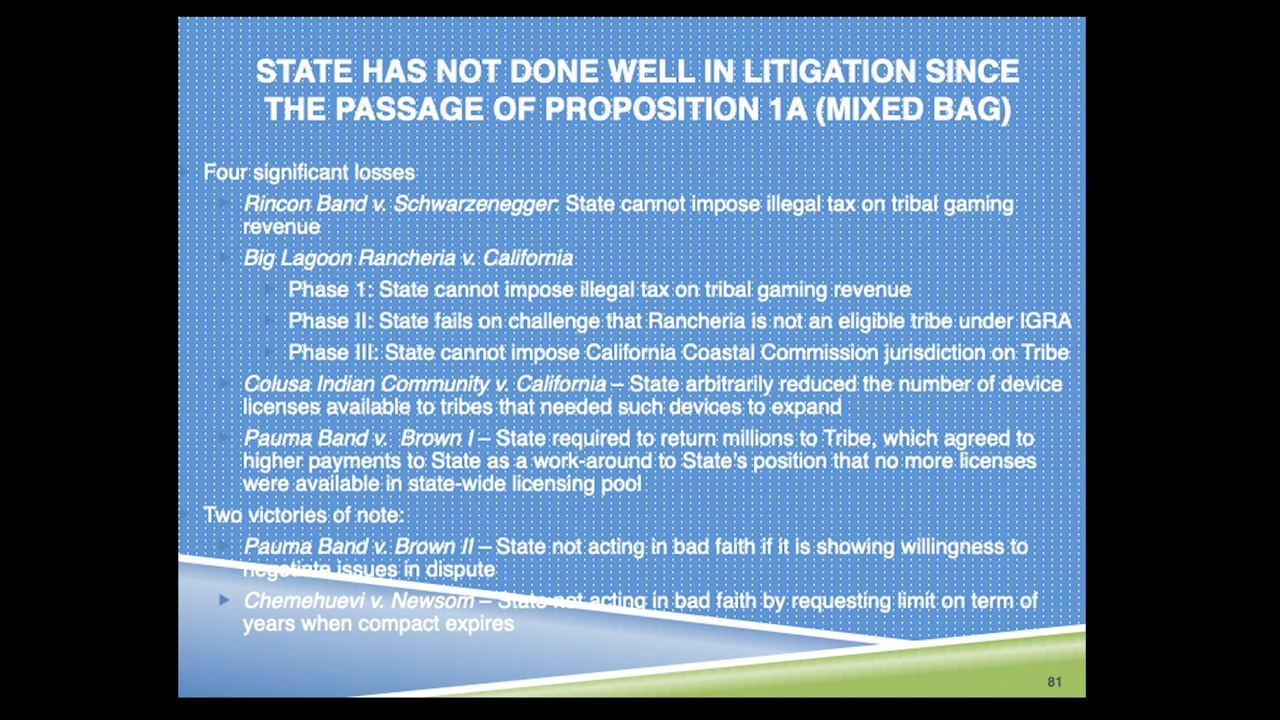 STATE HAS NOT DONE WELL IN LITIGATION SINCE
THE PASSAGE OF PROPOSITION 1A (MIXED BAG)
Four significant losses
Rincon Band v. Schwarzenegger: State cannot impose illegal tax on tribal gaming
revenue
Big Lagoon Rancheria v. California
Phase 1: State cannot impose illegal tax on tribal gaming revenue
Phase II: State fails on challenge that Rancheria is not an eligible tribe under IGRA
Phase III: State cannot impose California Coastal Commission jurisdiction on Tribe
Colusa Indian Community v. California – State arbitrarily reduced the number of device
licenses available to tribes that needed such devices to expand
Pauma Band v. Brown I – State required to return millions to Tribe, which agreed to
higher payments to State as a work-around to State's position that no more licenses
were available in state-wide licensing pool
Two victories of note:
Pauma Band v. Brown II – State not acting in bad faith if it is showing willingness to
negotiate issues in dispute
Chemehuevi v. Newsom – State not acting in bad faith by requesting limit on term of
years when compact expires
81